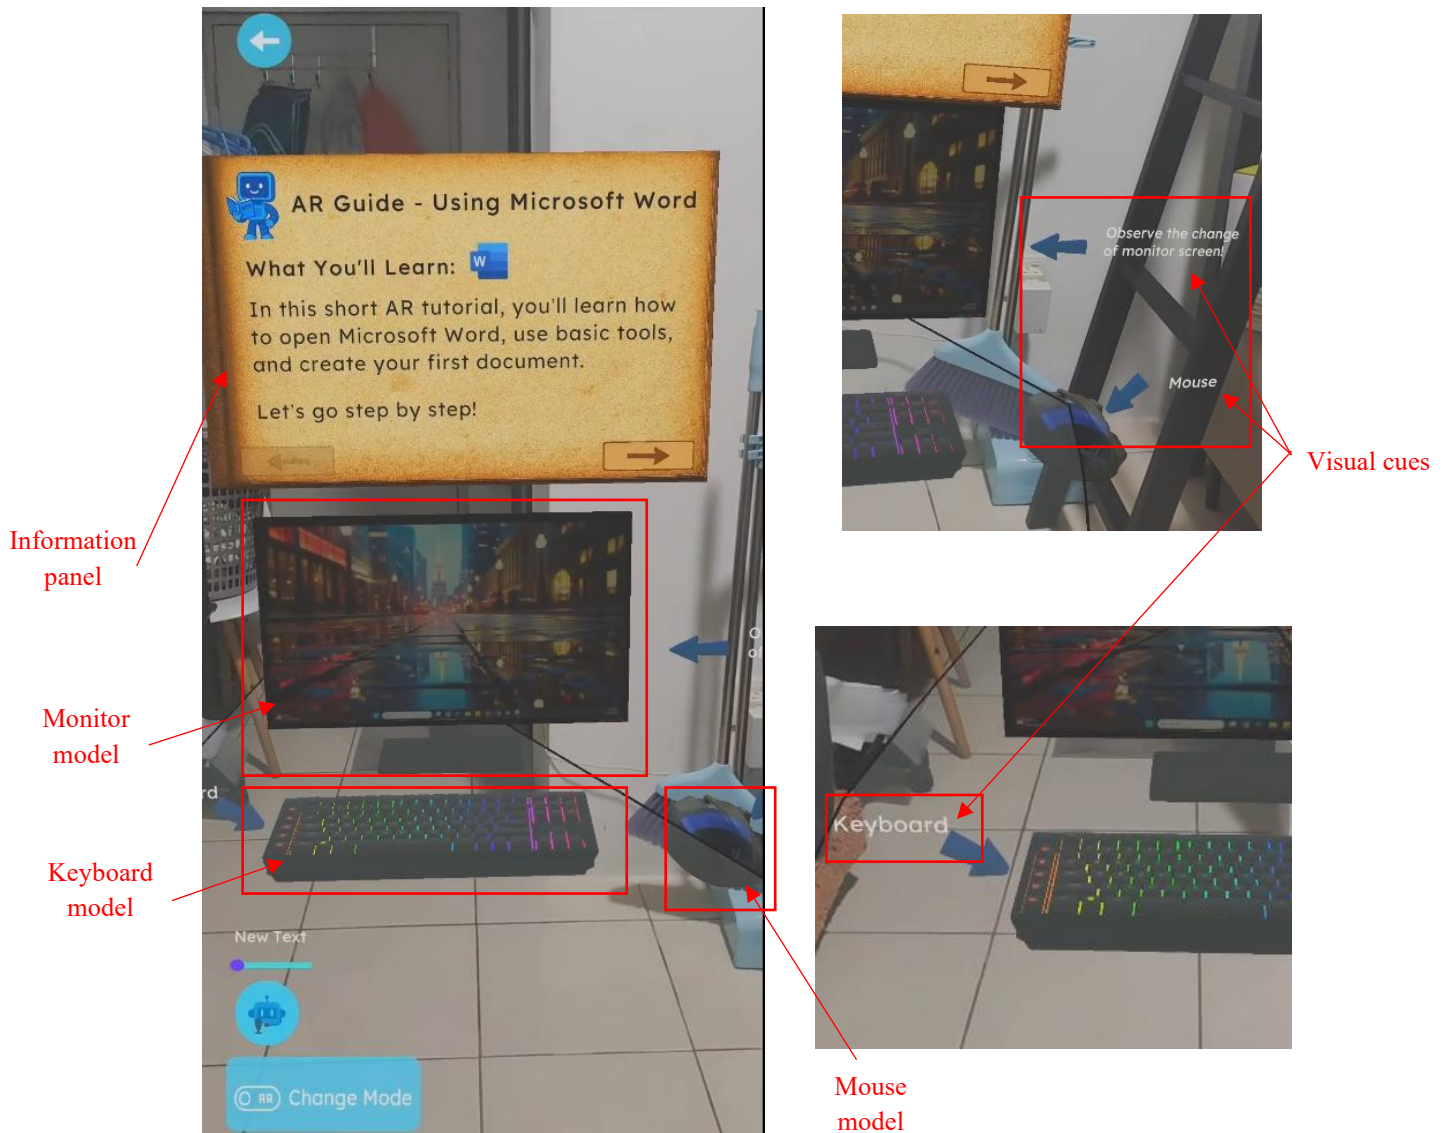 AR Guide - Using Microsoft Word
What You'll Learn:
W
In this short AR tutorial, you'll learn how
to open Microsoft Word, use basic tools,
and create your first document.
Let's go step by step!
O
of
rd
New Text
AR Change Mode
Information
panel
Monitor
model
Keyboard
model
Observe the change
of monitor screen!
Mouse
Visual cues
Keyboard
Mouse
model